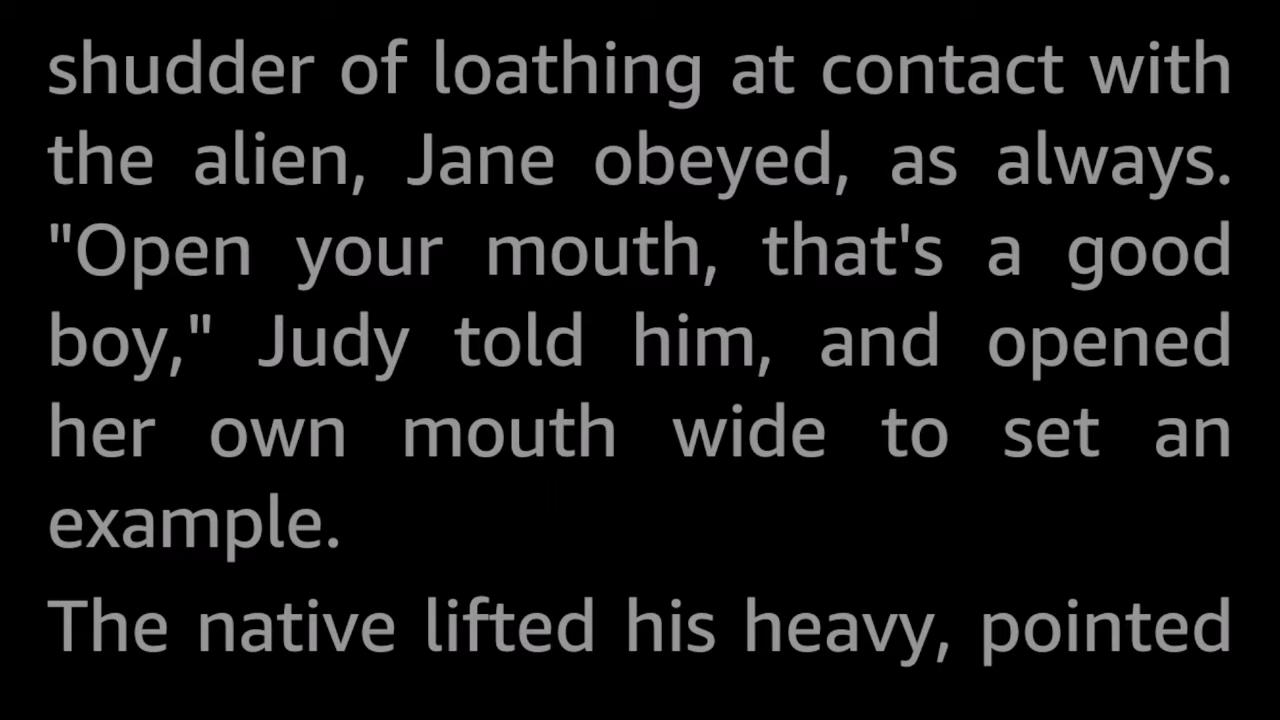 shudder of loathing at contact with
the alien, Jane obeyed, as always.
"Open your mouth, that's a good
boy," Judy told him, and opened
her own mouth wide to set an
example.
The native lifted his heavy, pointed